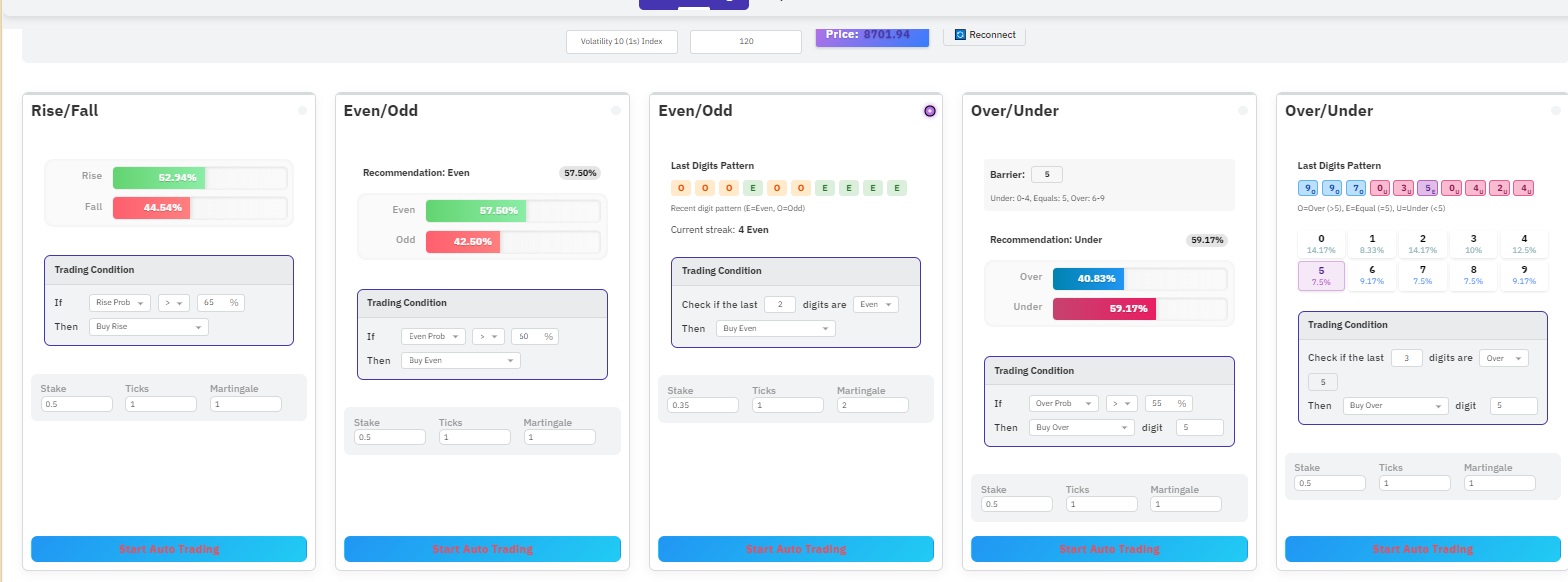 Volatility 10 (1s) Index
120
Price: 8701.94
Reconnect
Rise/Fall
Rise
52.94%
Fall
44.54%
Trading Condition
If
Rise Prob
>
65
%
Then
Buy Rise
Stake
Ticks
Martingale
0.5
1
1
Start Auto Trading
Even/Odd
Recommendation: Even
57.50%
Even
57.50%
Odd
42.50%
Trading Condition
If
Even Prob
>
60
%
Then
Buy Even
Stake
Ticks
Martingale
0.5
1
1
Start Auto Trading
Even/Odd
Last Digits Pattern
O O O E O O E E E E
Recent digit pattern (E=Even, O=Odd)
Current streak: 4 Even
Trading Condition
Check if the last
2
digits are
Even
Then
Buy Even
Stake
Ticks
Martingale
0.35
1
2
Start Auto Trading
Over/Under
Barrier:
5
Under: 0-4, Equals: 5, Over: 6-9
Recommendation: Under
59.17%
Over
40.83%
Under
59.17%
Trading Condition
If
Over Prob
>
55
%
Then
Buy Over
digit
5
Stake
Ticks
Martingale
0.5
1
1
Start Auto Trading
Over/Under
Last Digits Pattern
9O 9O 7O 0U 3U 5E 0U 4U 2U 4U
O=Over (>5), E=Equal (=5), U=Under (<5)
0 1 2 3 4
14.17% 8.33% 14.17% 10% 12.5%
5 6 7 8 9
7.5% 9.17% 7.5% 7.5% 9.17%
Trading Condition
Check if the last
3
digits are
Over
5
Then
Buy Over
digit
5
Stake
Ticks
Martingale
0.5
1
1
Start Auto Trading